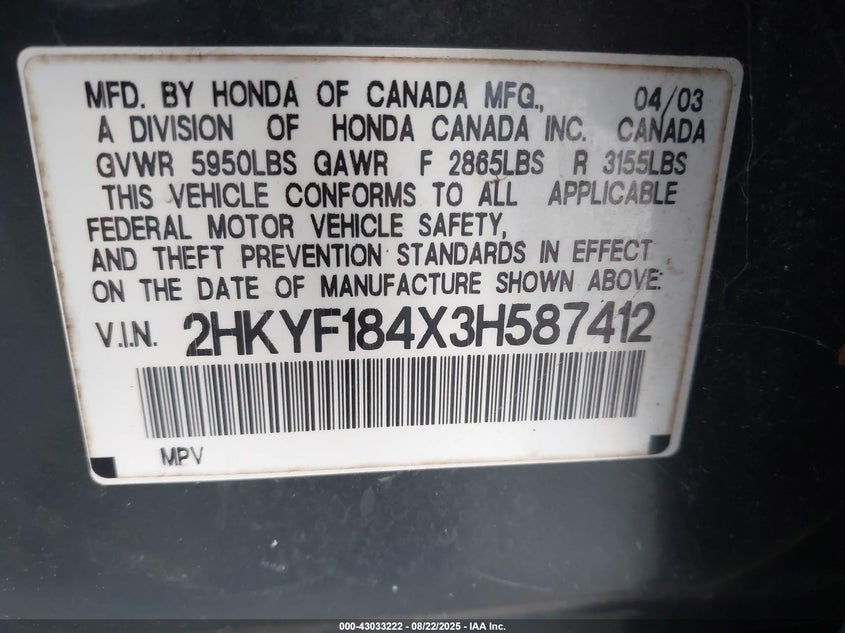 MFD. BY HONDA OF CANADA MFG., 04/03
A DIVISION OF HONDA CANADA INC. CANADA
GVWR 5950LBS GAWR F 2865LBS R 3155LBS
THIS VEHICLE CONFORMS TO ALL APPLICABLE
FEDERAL MOTOR VEHICLE SAFETY,
AND THEFT PREVENTION STANDARDS IN EFFECT
ON THE DATE OF MANUFACTURE SHOWN ABOVE:
V.I.N. 2HKYF184X3H587412
MPV
000-43033222 - 08/22/2025 - IAA Inc.